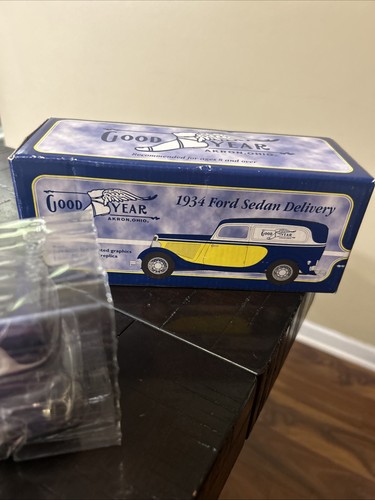 GOOD YEAR
AKRON, OHIO.
Recommended for ages 8 and over
GOOD YEAR
AKRON, OHIO.
1934 Ford Sedan Delivery
graphics
replica
GOOD YEAR